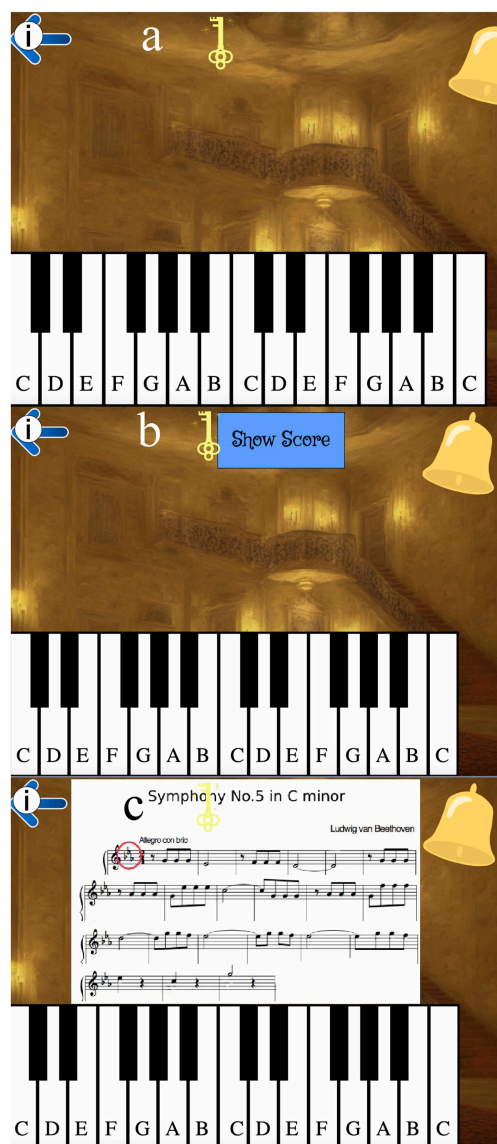 i
a
C D E F G A B C D E F G A B C
i
b
Show Score
C D E F G A B C D E F G A B C
i
c
Symphony No.5 in C minor
Ludwig van Beethoven
Allegro con brio
C D E F G A B C D E F G A B C